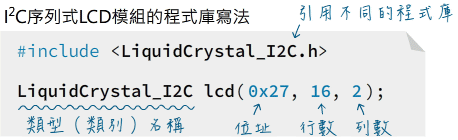 I²C序列式LCD模組的程式庫寫法
引用不同的程式庫
#include <LiquidCrystal_I2C.h>
LiquidCrystal_I2C lcd(0x27, 16, 2);
類型(類別)名稱 位址 行數 列數